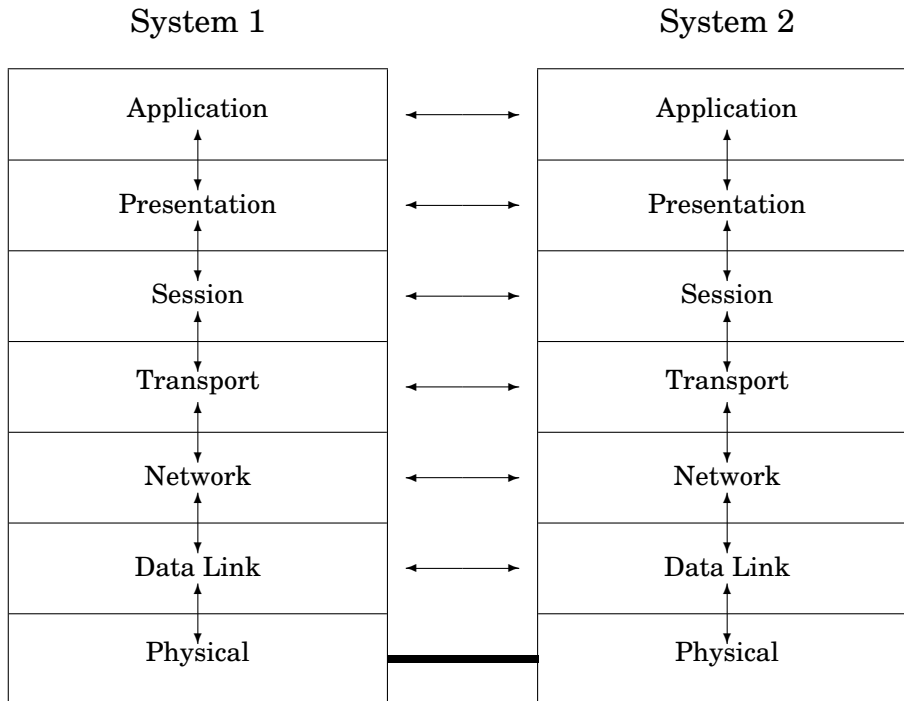 System 1 System 2
Application Application
Presentation Presentation
Session Session
Transport Transport
Network Network
Data Link Data Link
Physical Physical